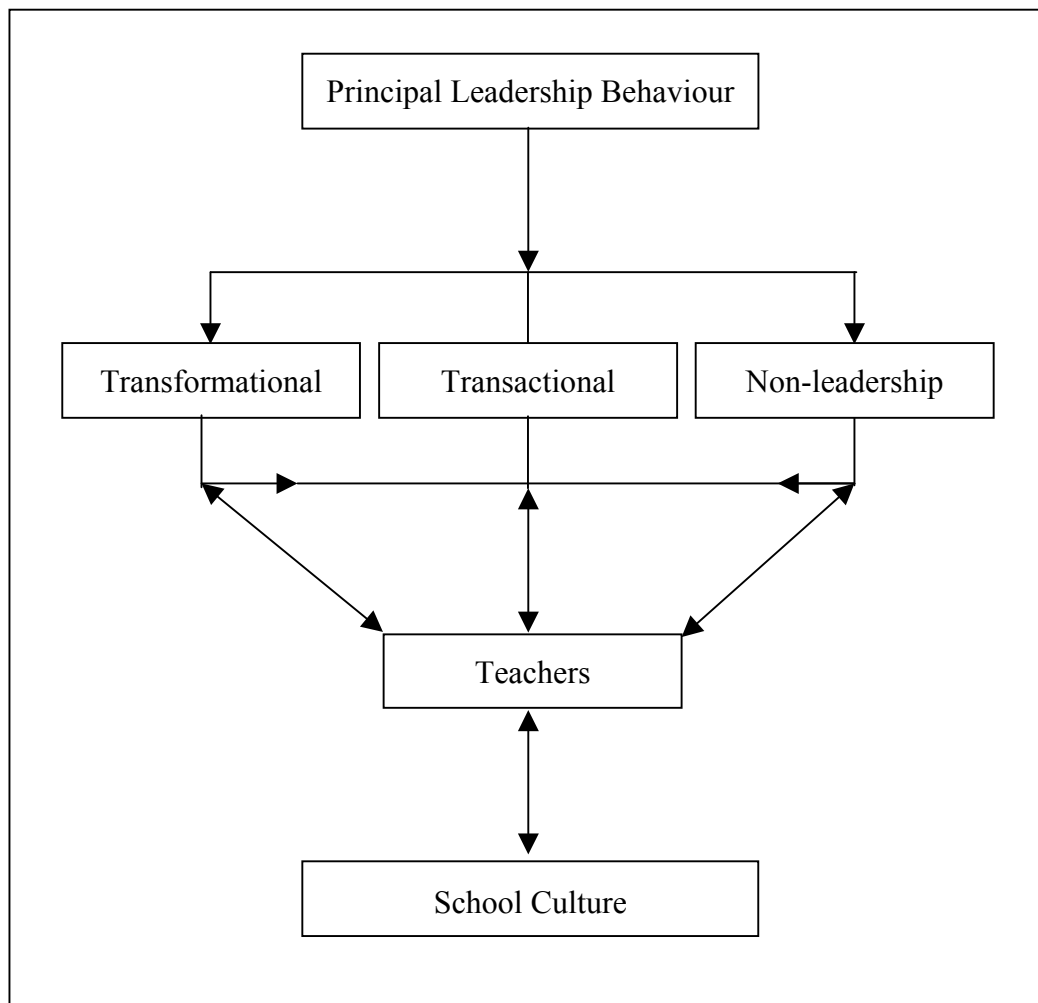 Principal Leadership Behaviour
Transformational
Transactional
Non-leadership
Teachers
School Culture